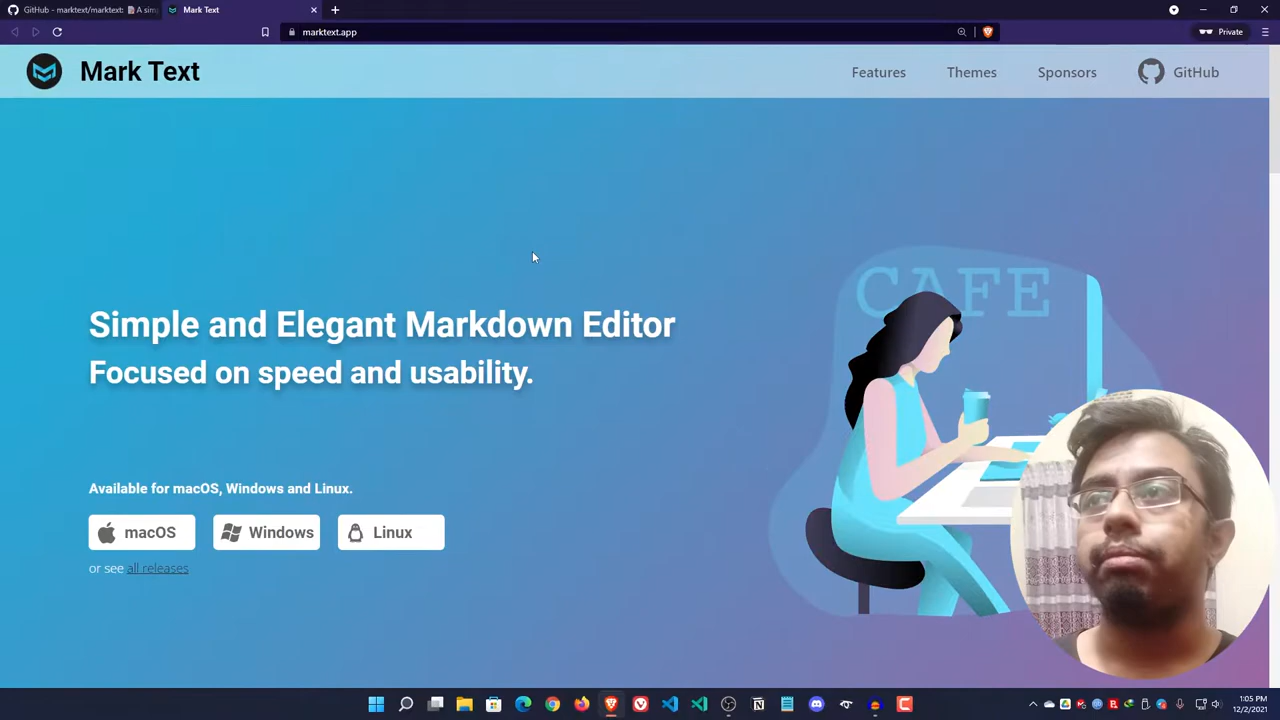 GitHub - marktext/marktext: A sim
Mark Text
marktext.app
Private
Mark Text
Features
Themes
Sponsors
GitHub
CAFE
Simple and Elegant Markdown Editor
Focused on speed and usability.
Available for macOS, Windows and Linux.
macOS
Windows
Linux
or see all releases
1:05 PM
12/2/2021